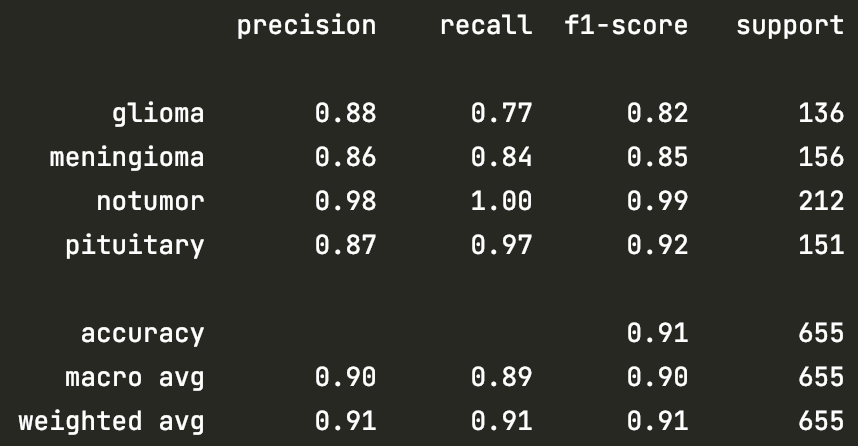 precision recall f1-score support
glioma 0.88 0.77 0.82 136
meningioma 0.86 0.84 0.85 156
notumor 0.98 1.00 0.99 212
pituitary 0.87 0.97 0.92 151
accuracy 0.91 655
macro avg 0.90 0.89 0.90 655
weighted avg 0.91 0.91 0.91 655